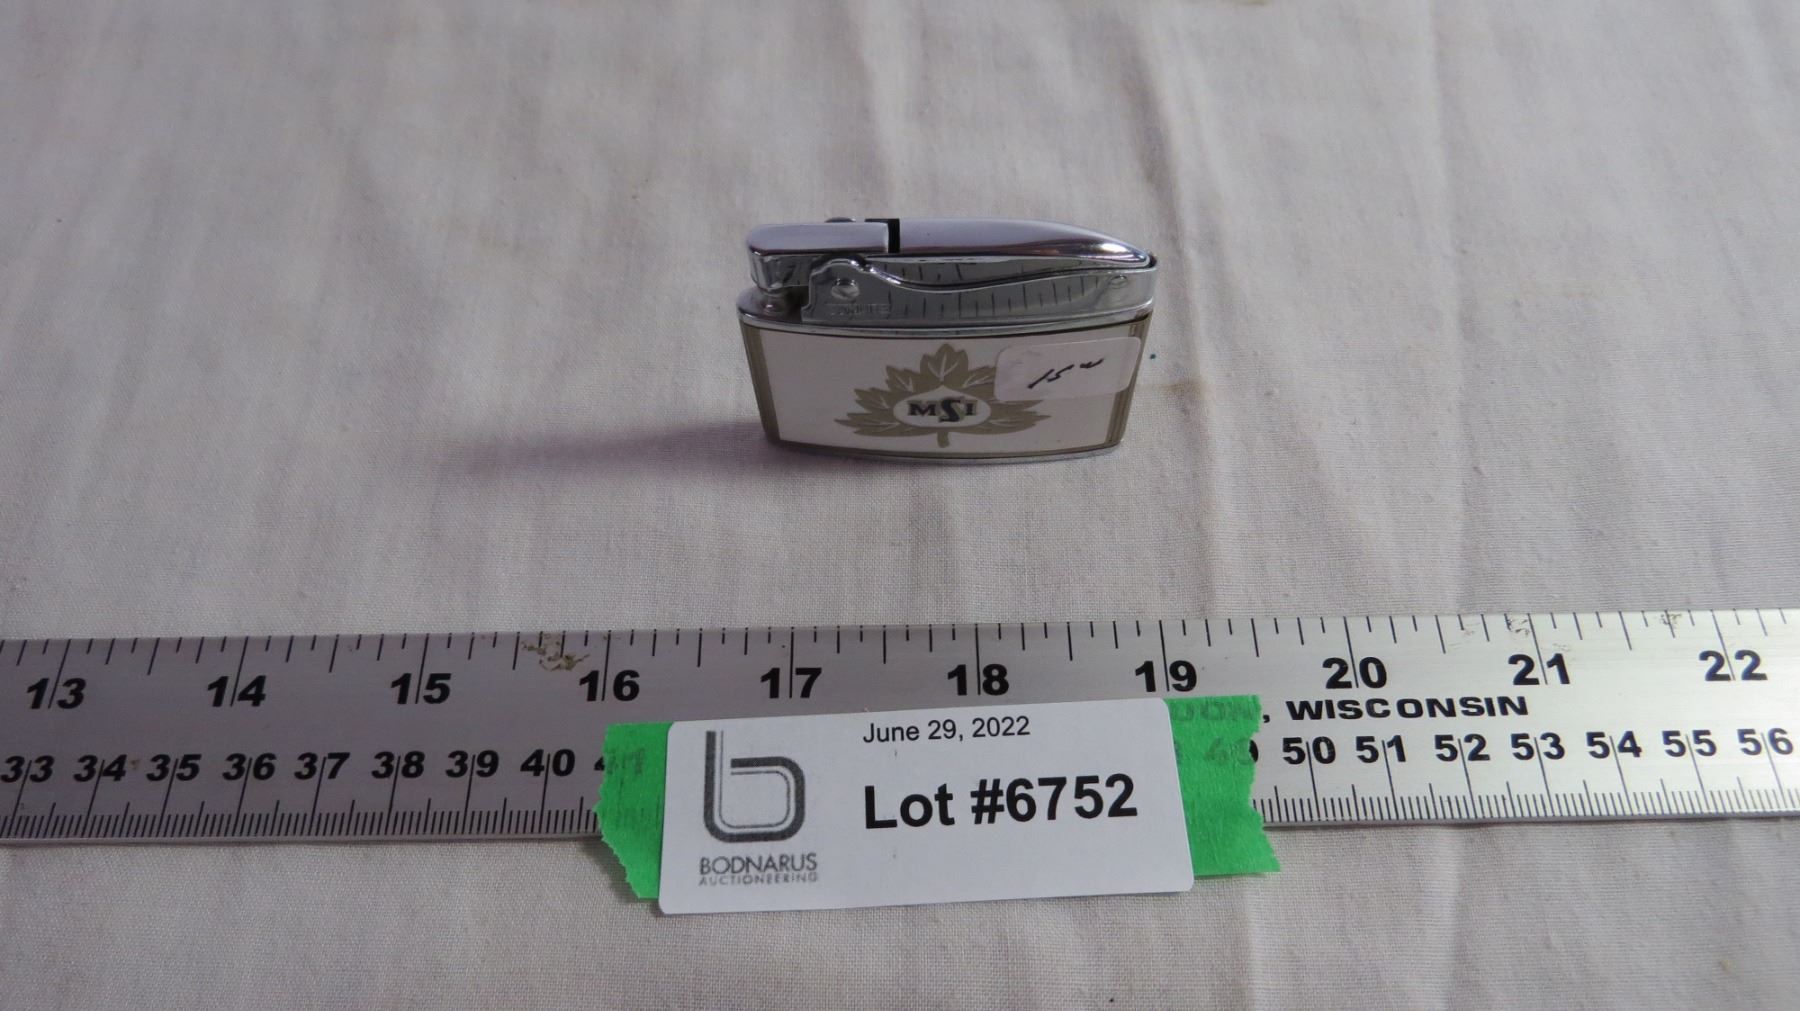 MSI
15
13 14 15 16 17 18 19 20 21 22
, WISCONSIN
33 34 35 36 37 38 39 40 49 50 51 52 53 54 55 56
June 29, 2022
Lot #6752
b
BODNARUS
AUCTIONEERING